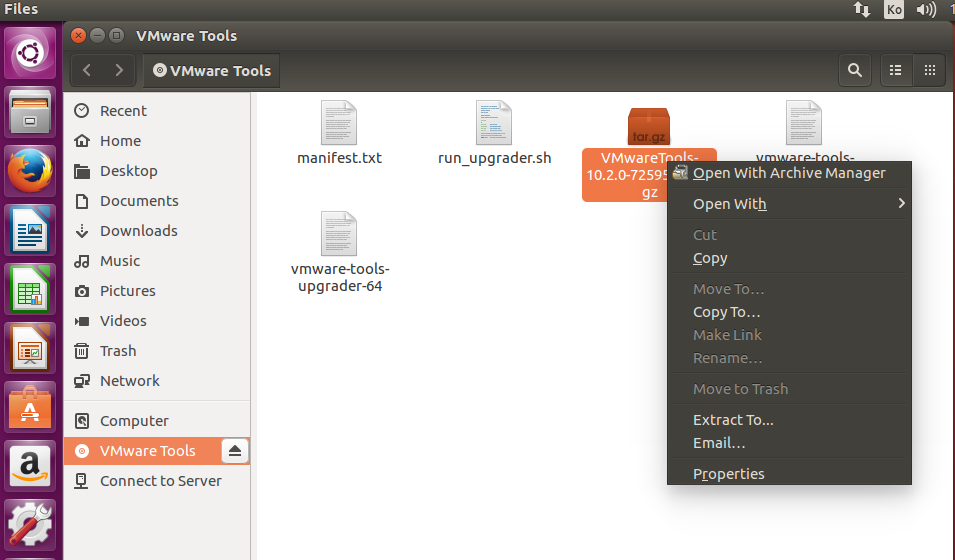 Files
Ko
VMware Tools
VMware Tools
Recent
Home
Desktop
Documents
Downloads
Music
Pictures
Videos
Trash
Network
Computer
VMware Tools
Connect to Server
manifest.txt
run_upgrader.sh
tar.gz
VMwareTools-
10.2.0-72595
gz
vmware-tools-
vmware-tools-
upgrader-64
Open With Archive Manager
Open With
Cut
Copy
Move To…
Copy To…
Make Link
Rename…
Move to Trash
Extract To...
Email…
Properties
A
a